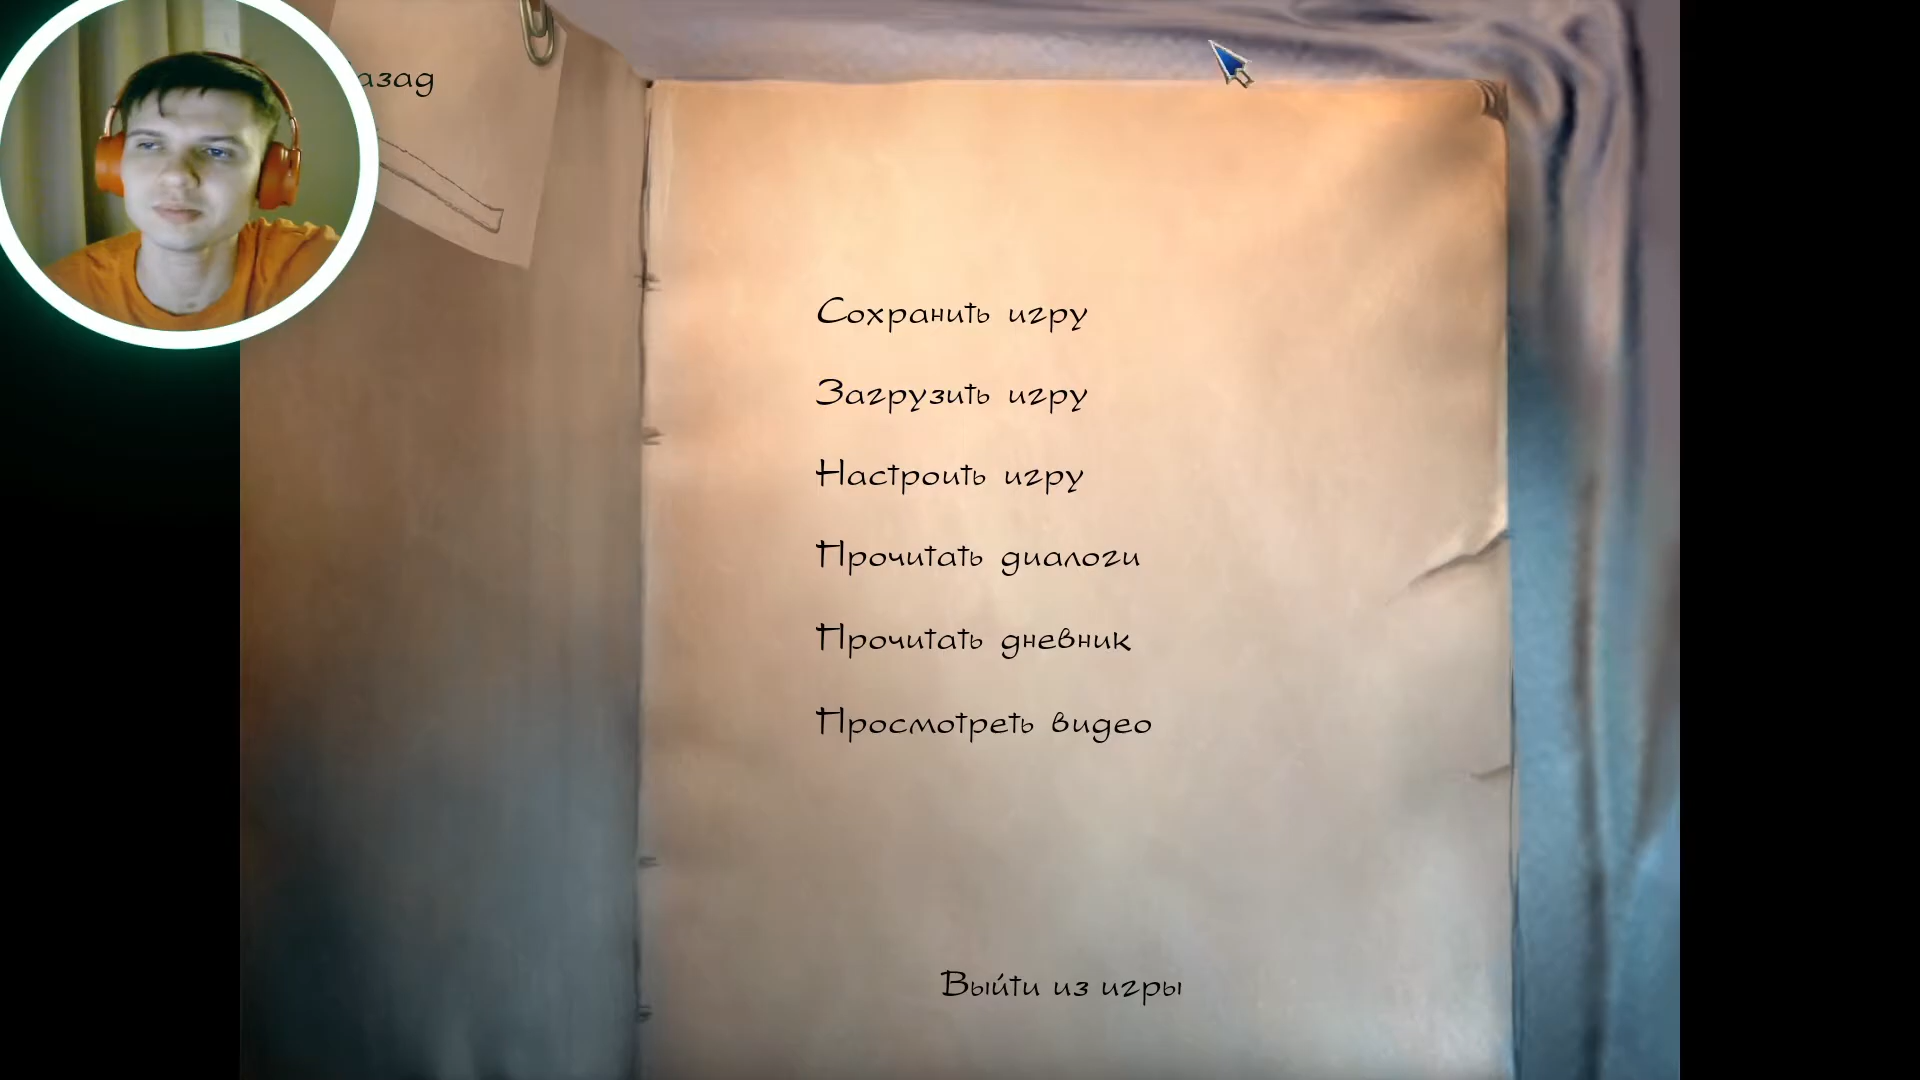 азад
Сохранить игру
Загрузить игру
Настроить игру
Прочитать диалоги
Прочитать дневник
Просмотреть видео
Выйти из игры